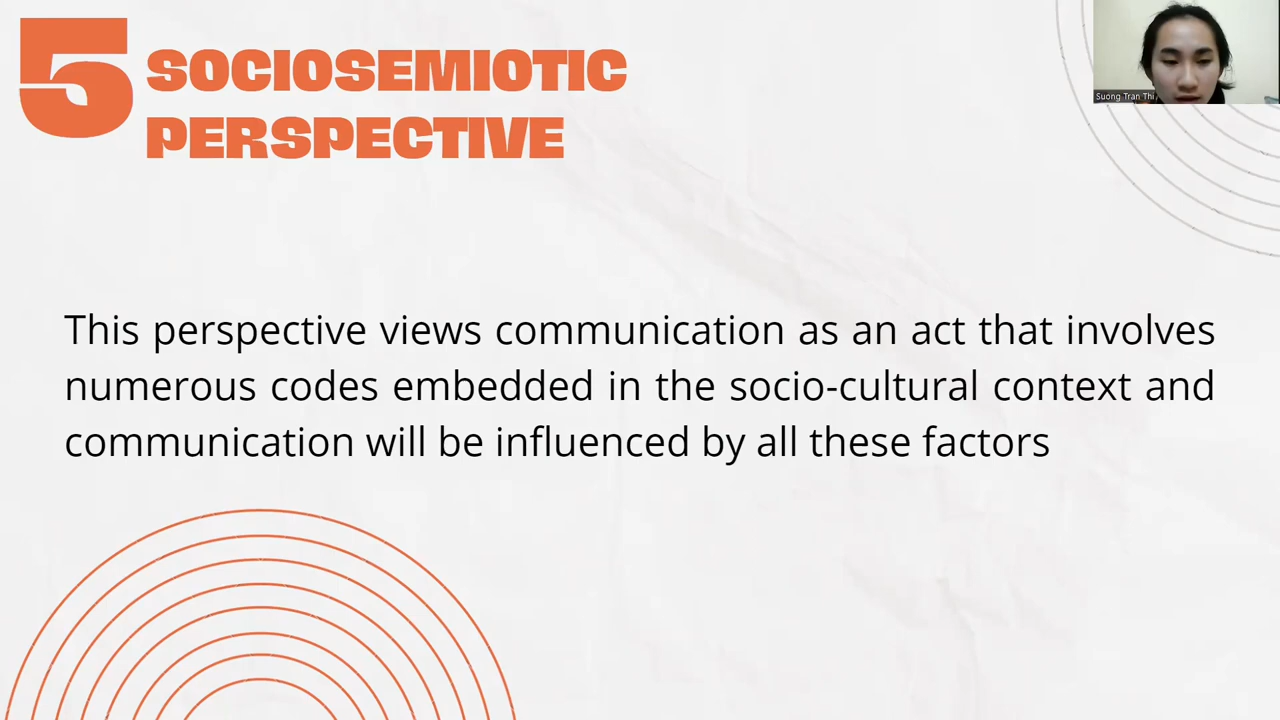 5
SOCIOSEMIOTIC
PERSPECTIVE
Suong Tran Thi
This perspective views communication as an act that involves
numerous codes embedded in the socio-cultural context and
communication will be influenced by all these factors